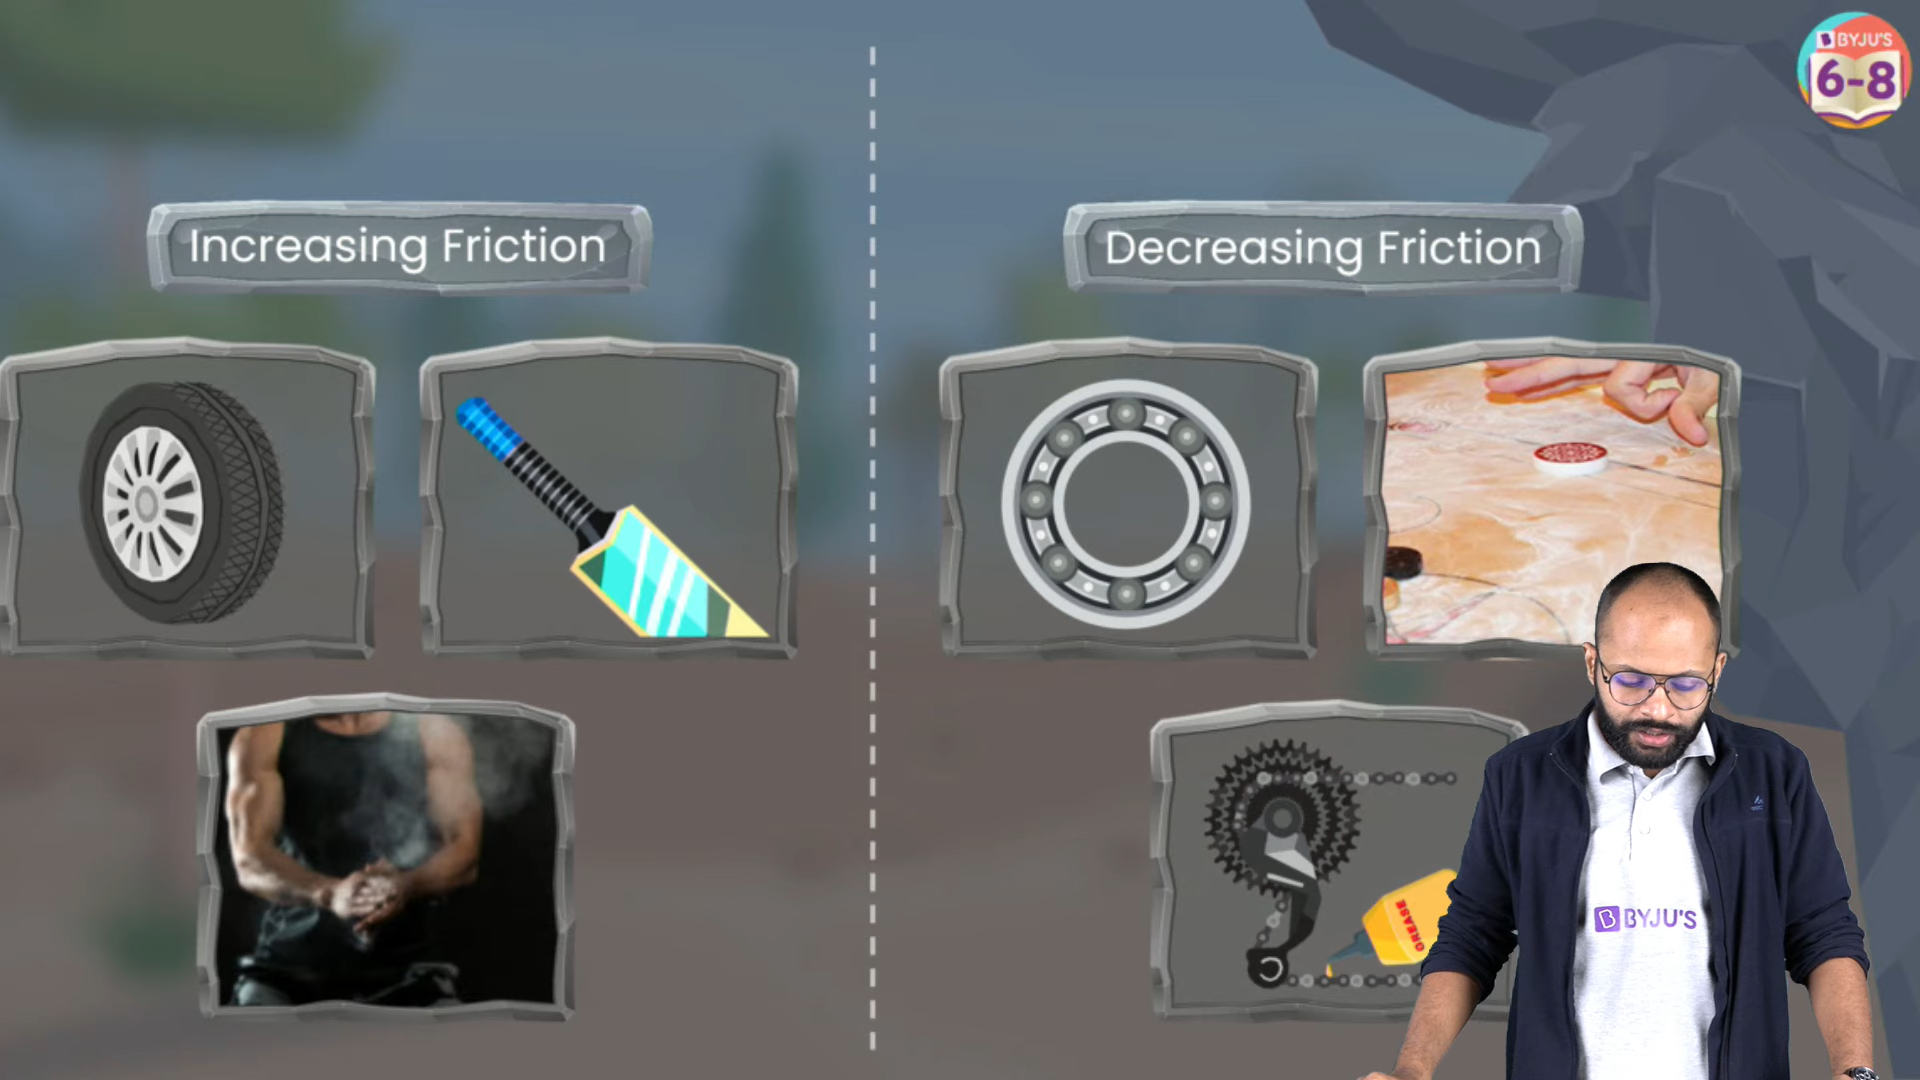 BYJU'S
6-8
Increasing Friction
Decreasing Friction
GREASE
BYJU'S